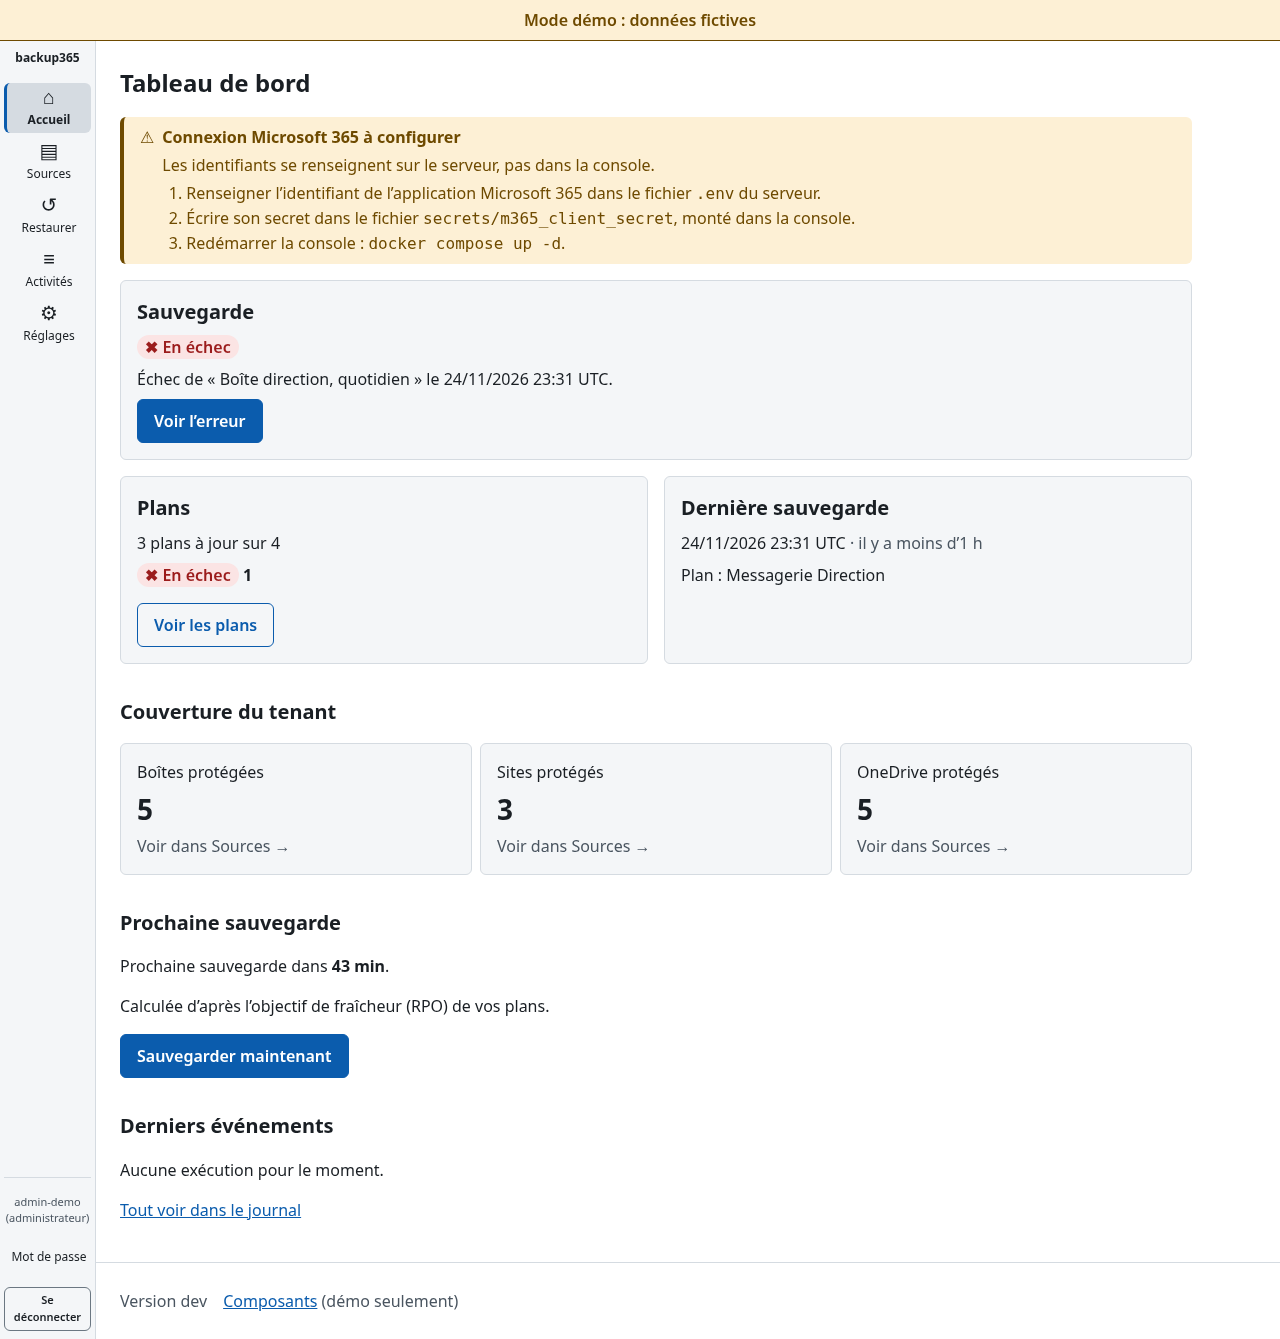 Mode démo : données fictives
backup365
Accueil
Sources
Restaurer
Activités
Réglages
Tableau de bord
⚠ Connexion Microsoft 365 à configurer
Les identifiants se renseignent sur le serveur, pas dans la console.
1. Renseigner l’identifiant de l’application Microsoft 365 dans le fichier .env du serveur.
2. Écrire son secret dans le fichier secrets/m365_client_secret, monté dans la console.
3. Redémarrer la console : docker compose up -d.
Sauvegarde
✖ En échec
Échec de « Boîte direction, quotidien » le 24/11/2026 23:31 UTC.
Voir l’erreur
Plans
3 plans à jour sur 4
✖ En échec 1
Voir les plans
Dernière sauvegarde
24/11/2026 23:31 UTC · il y a moins d’1 h
Plan : Messagerie Direction
Couverture du tenant
Boîtes protégées
5
Voir dans Sources →
Sites protégés
3
Voir dans Sources →
OneDrive protégés
5
Voir dans Sources →
Prochaine sauvegarde
Prochaine sauvegarde dans 43 min.
Calculée d’après l’objectif de fraîcheur (RPO) de vos plans.
Sauvegarder maintenant
Derniers événements
Aucune exécution pour le moment.
Tout voir dans le journal
admin-demo
(administrateur)
Mot de passe
Se
déconnecter
Version dev Composants (démo seulement)